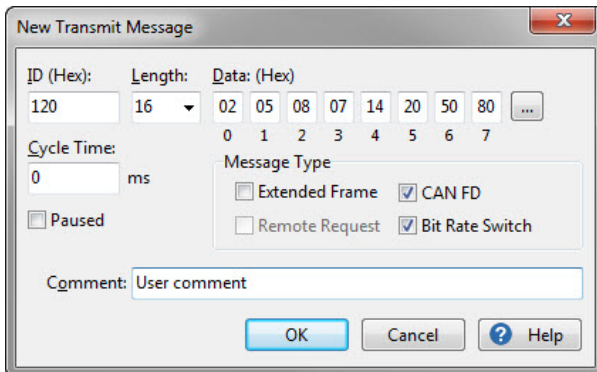 New Transmit Message
x
ID (Hex): Length: Data: (Hex)
120 16 02 05 08 07 14 20 50 80 ...
0 1 2 3 4 5 6 7
Cycle Time:
0 ms
Message Type
Extended Frame CAN FD
Paused
Remote Request Bit Rate Switch
Comment: User comment
OK Cancel ? Help